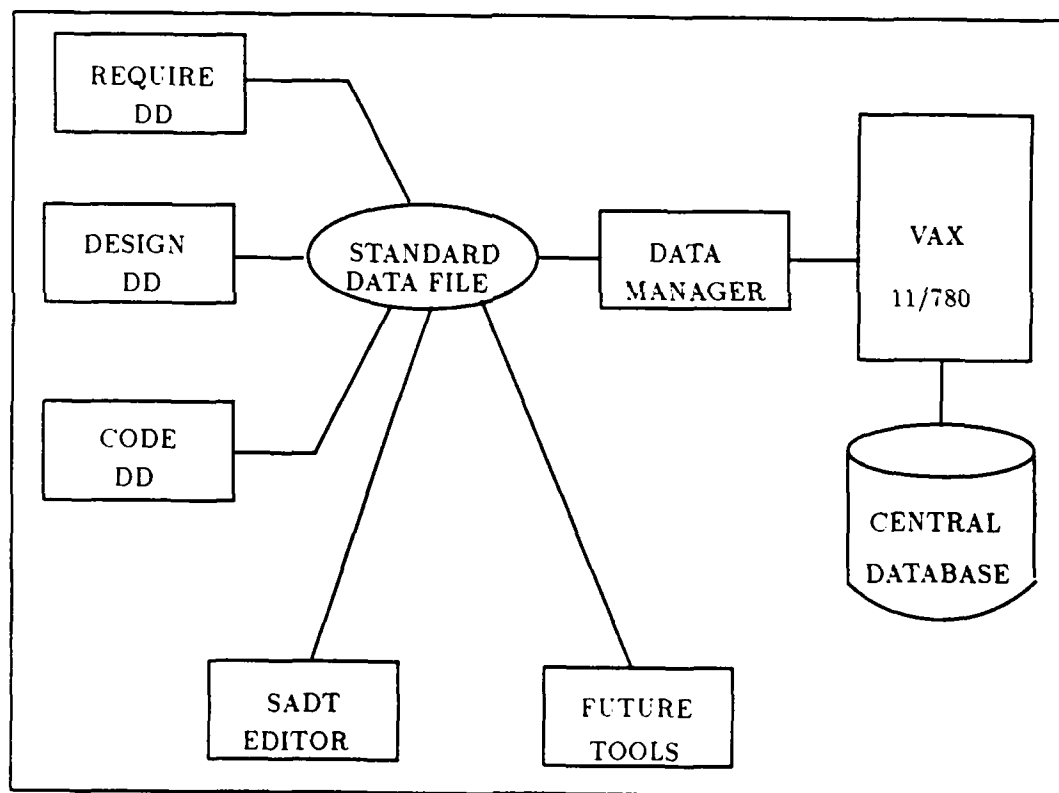 REQUIRE
DD
DESIGN
DD
CODE
DD
STANDARD
DATA FILE
DATA
MANAGER
VAX
11/780
CENTRAL
DATABASE
SADT
EDITOR
FUTURE
TOOLS